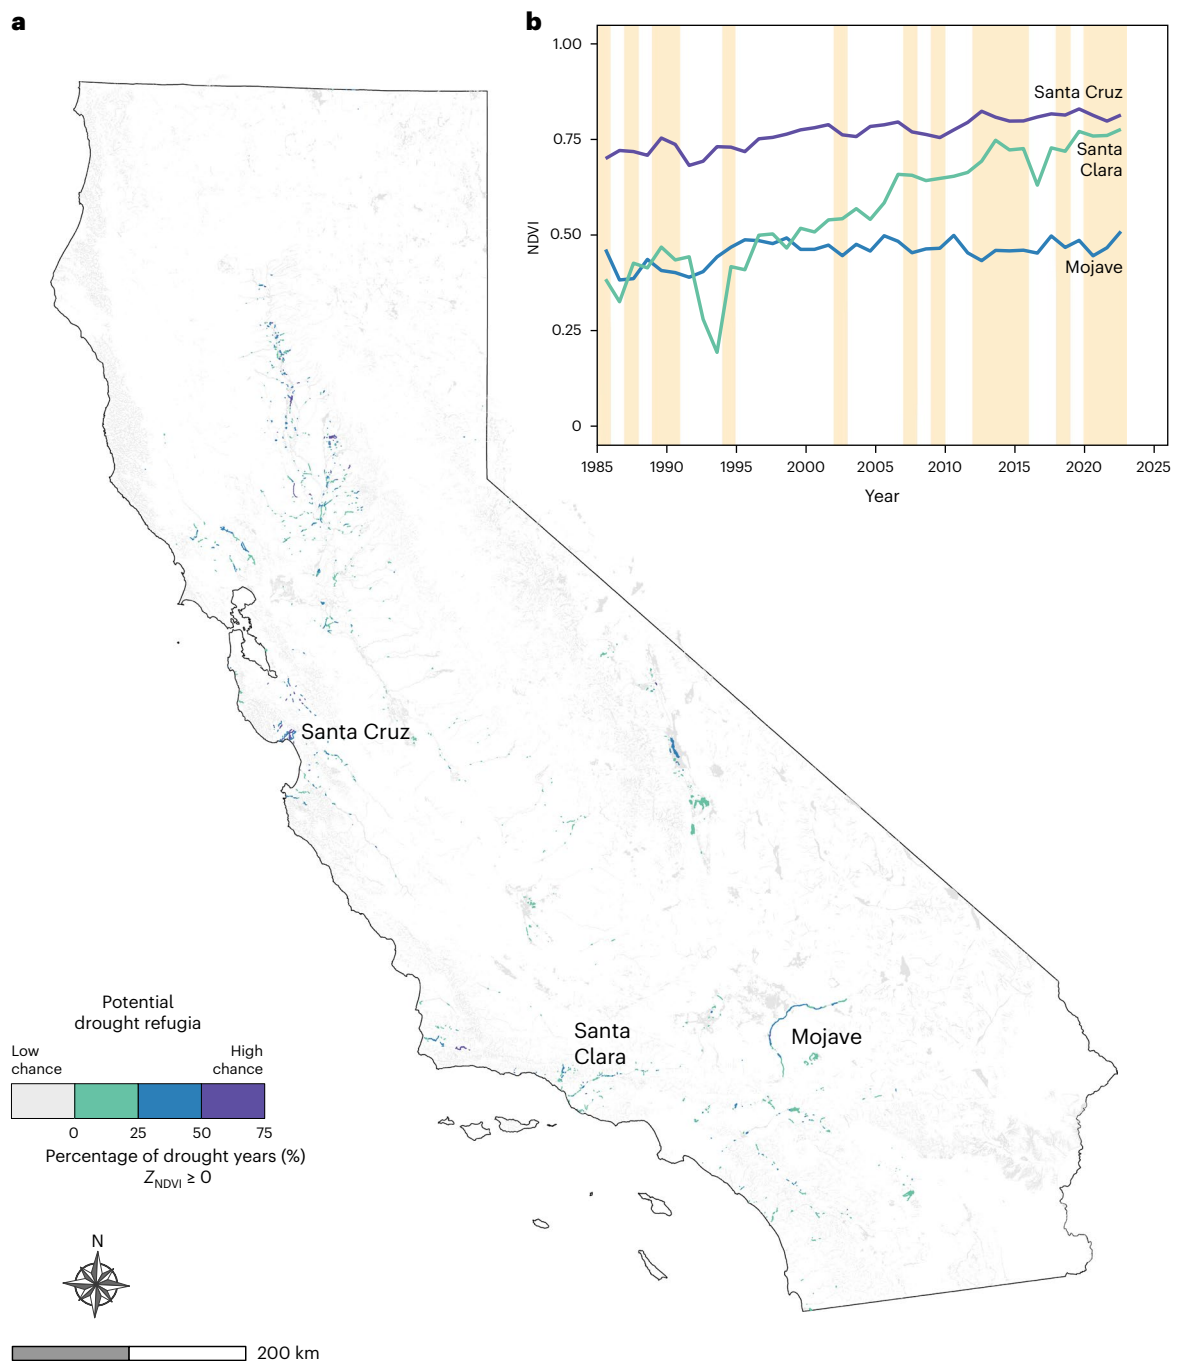 a
b
1.00
0.75
0.50
0.25
0
NDVI
Santa Cruz
Santa
Clara
Mojave
1985 1990 1995 2000 2005 2010 2015 2020 2025
Year
Santa Cruz
Santa
Clara
Mojave
Potential
drought refugia
Low
chance
High
chance
0 25 50 75
Percentage of drought years (%)
Z_NDVI ≥ 0
N
200 km